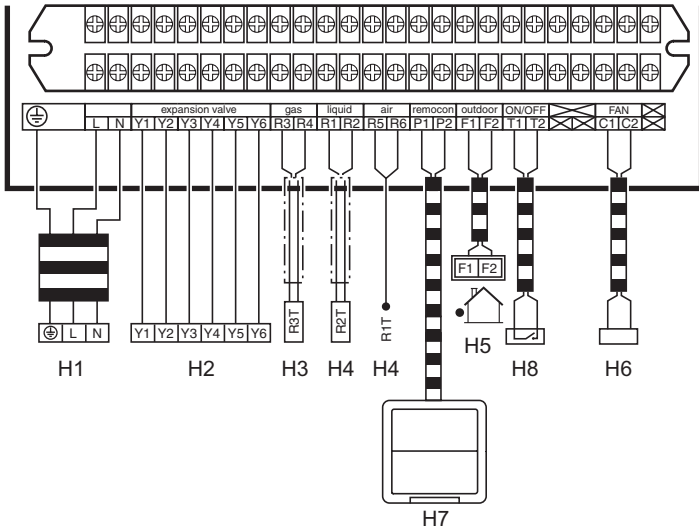 expansion valve gas liquid air remocon outdoor ON/OFF FAN
L N Y1 Y2 Y3 Y4 Y5 Y6 R3 R4 R1 R2 R5 R6 P1 P2 F1 F2 T1 T2 C1 C2
F1 F2
L N Y1 Y2 Y3 Y4 Y5 Y6 R3T R2T R1T
H1 H2 H3 H4 H4 H5 H8 H6
H7